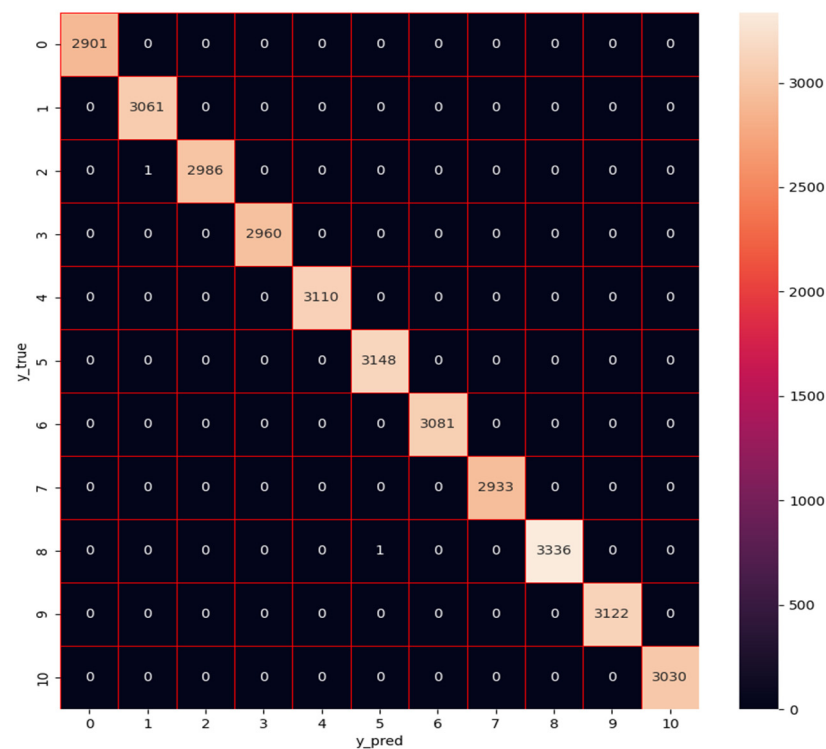 0 2901 0 0 0 0 0 0 0 0 0 0
1 0 3061 0 0 0 0 0 0 0 0 0
2 0 1 2986 0 0 0 0 0 0 0 0
3 0 0 0 2960 0 0 0 0 0 0 0
4 0 0 0 0 3110 0 0 0 0 0 0
5 0 0 0 0 0 3148 0 0 0 0 0
6 0 0 0 0 0 0 3081 0 0 0 0
7 0 0 0 0 0 0 0 2933 0 0 0
8 0 0 0 0 0 1 0 0 3336 0 0
9 0 0 0 0 0 0 0 0 0 3122 0
10 0 0 0 0 0 0 0 0 0 0 3030
0 1 2 3 4 5 6 7 8 9 10
y_pred
y_true
3000
2500
2000
1500
1000
500
0